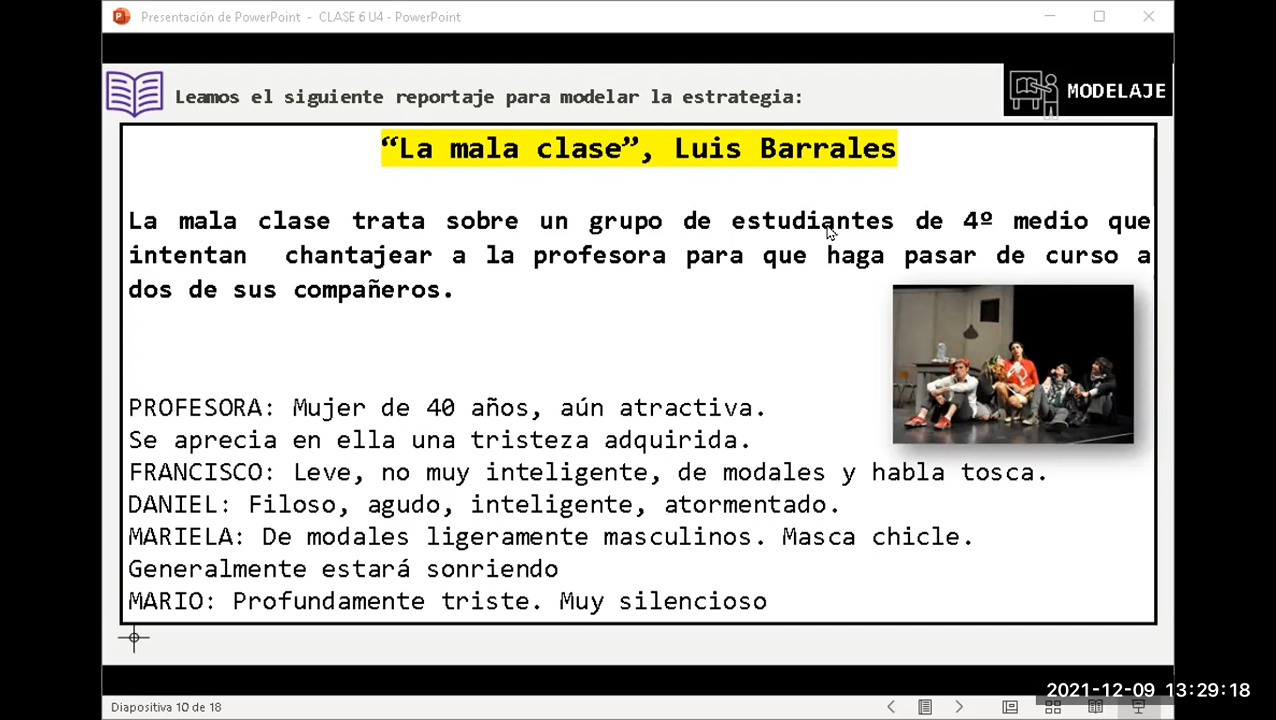 Presentación de PowerPoint - CLASE 6 U4 - PowerPoint
Leamos el siguiente reportaje para modelar la estrategia:
MODELAJE
“La mala clase”, Luis Barrales
La mala clase trata sobre un grupo de estudiantes de 4º medio que
intentan chantajear a la profesora para que haga pasar de curso a
dos de sus compañeros.
PROFESORA: Mujer de 40 años, aún atractiva.
Se aprecia en ella una tristeza adquirida.
FRANCISCO: Leve, no muy inteligente, de modales y habla tosca.
DANIEL: Filoso, agudo, inteligente, atormentado.
MARIELA: De modales ligeramente masculinos. Masca chicle.
Generalmente estará sonriendo
MARIO: Profundamente triste. Muy silencioso
2021-12-09 13:29:18
Diapositiva 10 de 18